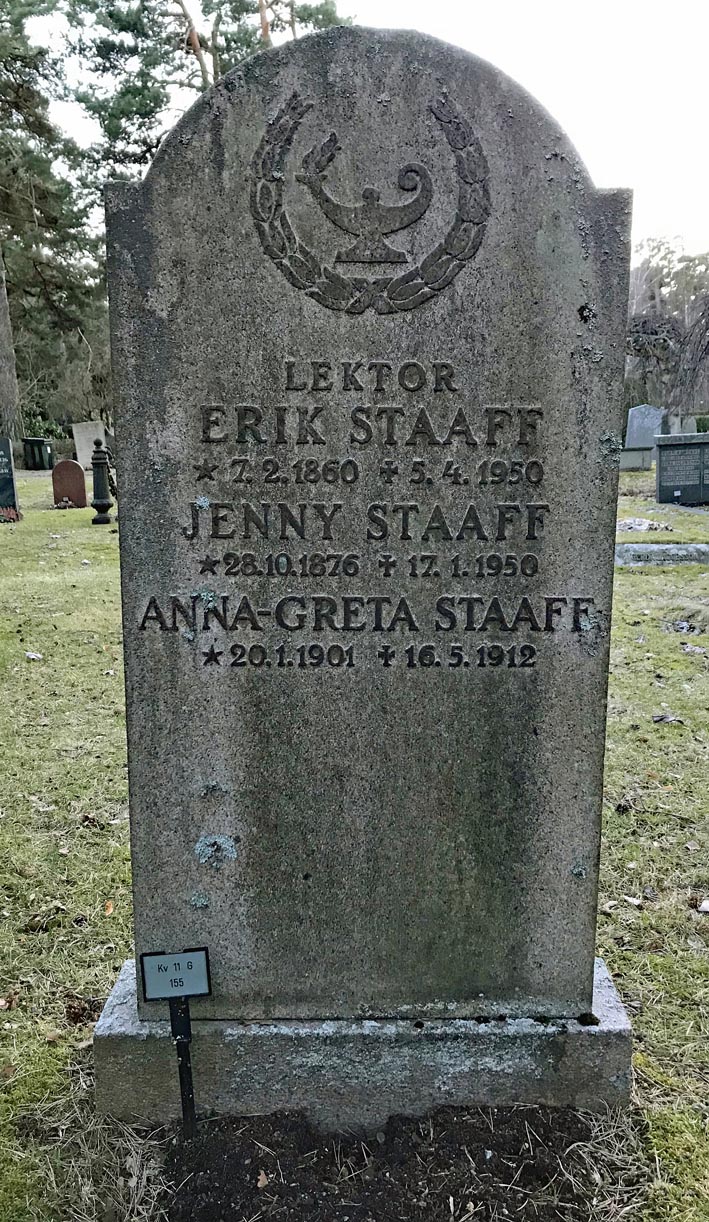 LEKTOR
ERIK STAAFF
★ 7. 2. 1860 ✝ 5. 4. 1950
JENNY STAAFF
★ 28.10.1876 ✝ 17. 1. 1950
ANNA-GRETA STAAFF
★ 20.1.1901 ✝ 16. 5. 1912
Kv 11 G
155